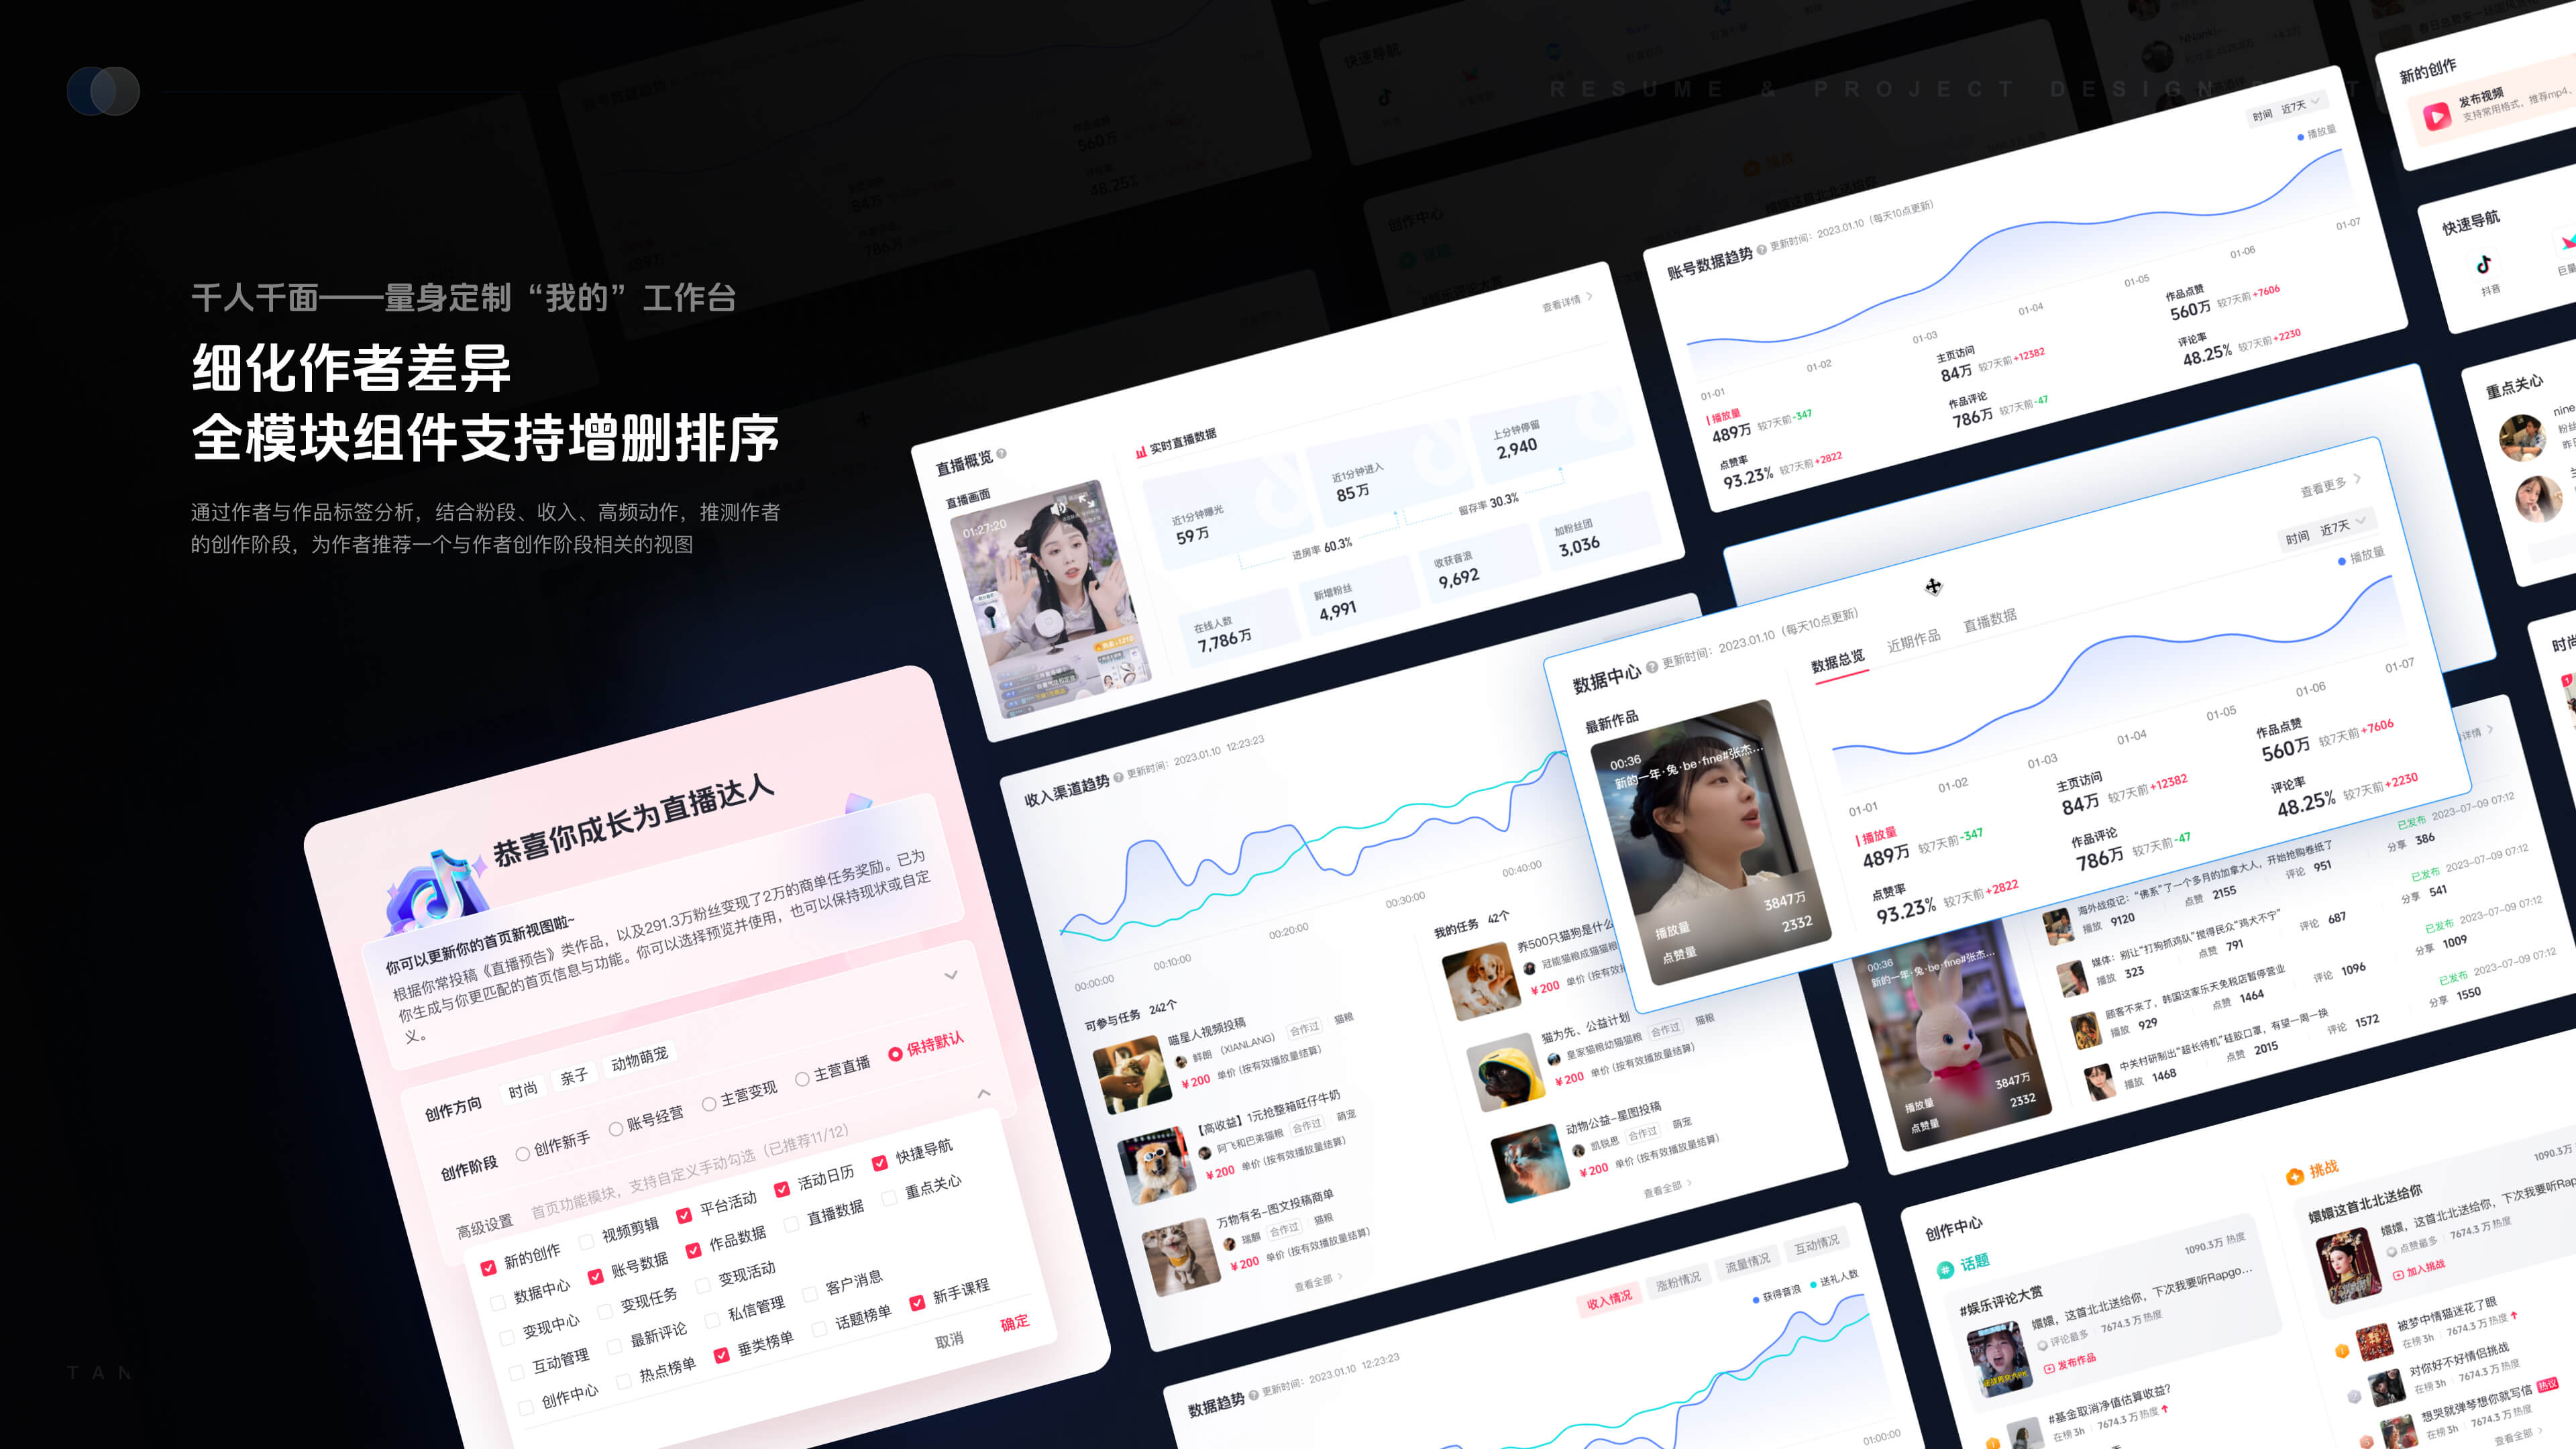 RESUME & PROJECT DESIGN
千人千面——量身定制“我的”工作台
细化作者差异
全模块组件支持增删排序
通过作者与作品标签分析，结合粉段、收入、高频动作，推测作者
的创作阶段，为作者推荐一个与作者创作阶段相关的视图
TAN
恭喜你成长为直播达人
你可以更新你的首页新视图啦~
根据你常投稿《直播预告》类作品，以及291.3万粉丝变现了2万的商单任务奖励。已为
你生成与你更匹配的首页信息与功能。你可以选择预览并使用，也可以保持现状或自定
义。
创作方向 时尚 亲子 动物萌宠
创作阶段 创作新手 账号经营 主营变现 主营直播 保持默认
高级设置 首页功能模块，支持自定义手动勾选（已推荐11/12）
新的创作 视频剪辑 平台活动 活动日历 快捷导航
数据中心 账号数据 作品数据 直播数据 重点关心
变现中心 变现任务 变现活动
互动管理 最新评论 私信管理 客户消息
创作中心 热点榜单 垂类榜单 话题榜单 新手课程
取消 确定
直播概览
查看详情
直播画面
01:27:20
实时直播数据
近1分钟曝光
59万
近1分钟进入
85万
上分钟停留
2,940
进房率 60.3%
留存率 30.3%
在线人数
7,786万
新增粉丝
4,991
收获音浪
9,692
加粉丝团
3,036
账号数据趋势 更新时间：2023.01.10（每天10点更新）
时间 近7天
播放量
01-01 01-02 01-03 01-04 01-05 01-06 01-07
播放量
489万 较7天前-347
主页访问
84万 较7天前+12382
作品点赞
560万 较7天前+7606
点赞率
93.23% 较7天前+2822
作品评论
786万 较7天前-47
评论率
48.25% 较7天前+2230
新的创作
发布视频
支持常用格式，推荐mp4、
快速导航
抖音
巨量
重点关心
nine
粉丝
时尚
收入渠道趋势 更新时间：2023.01.10 12:23:23
00:00:00 00:10:00 00:20:00 00:30:00 00:40:00
可参与任务 242个
喵星人视频投稿
鲜朗 （XIANLANG） 合作过 猫粮
¥200 单价 (按有效播放量结算)
【高收益】1元抢整箱旺仔牛奶
阿飞和巴弟猫粮 合作过 萌宠
¥200 单价 (按有效播放量结算)
万物有名-图文投稿商单
瑞麒 合作过 猫粮
¥200 单价 (按有效播放量结算)
查看全部
我的任务 42个
养500只猫狗是什么
冠能猫粮成猫猫粮
¥200 单价 (按有效
猫为先、公益计划
皇家猫粮幼猫猫粮 合作过 猫粮
¥200 单价 (按有效播放量结算)
动物公益-星图投稿
凯锐思 合作过 萌宠
¥200 单价 (按有效播放量结算)
查看全部
数据中心 更新时间：2023.01.10（每天10点更新）
查看更多
最新作品
00:36
新的一年·兔·be·fine#张杰...
播放量 3847万
点赞量 2332
数据总览 近期作品 直播数据
时间 近7天
播放量
01-01 01-02 01-03 01-04 01-05 01-06 01-07
播放量
489万 较7天前-347
主页访问
84万 较7天前+12382
作品点赞
560万 较7天前+7606
点赞率
93.23% 较7天前+2822
作品评论
786万 较7天前-47
评论率
48.25% 较7天前+2230
详情
00:36
新的一年·兔·be·fine#张杰...
播放量 3847万
点赞量 2332
海外战疫记：“佛系”了一个多月的加拿大人，开始抢购卷纸了
已发布 2023-07-09 07:12
播放 9120 点赞 2155 评论 951 分享 386
媒体：别让“打狗抓鸡队”搅得民众“鸡犬不宁”
已发布 2023-07-09 07:12
播放 323 点赞 791 评论 687 分享 541
顾客不来了，韩国这家乐天免税店暂停营业
已发布 2023-07-09 07:12
播放 929 点赞 1464 评论 1096 分享 1009
中关村研制出“超长待机”硅胶口罩，有望一周一换
已发布 2023-07-09 07:12
播放 1468 点赞 2015 评论 1572 分享 1550
数据趋势 更新时间：2023.01.10 12:23:23
收入情况 涨粉情况 流量情况 互动情况
获得音浪 送礼人数
01:00:00
创作中心
话题
#娱乐评论大赏
1090.3万 热度
嬛嬛，这首北北送给你，下次我要听Rapgo...
评论最多 7674.3 万热度
发布作品
#基金取消净值估算收益?
在榜 3h 7674.3 万热度
挑战
嬛嬛这首北北送给你
1090.3万
嬛嬛，这首北北送给你，下次我要听Rap
点赞最多 7674.3 万热度
加入挑战
被梦中情猫迷花了眼
在榜 3h 7674.3 万热度
对你好不好情侣挑战
在榜 3h 7674.3 万热度
想哭就弹琴想你就写信 热议
在榜 3h 7674.3 万热度
查看全部